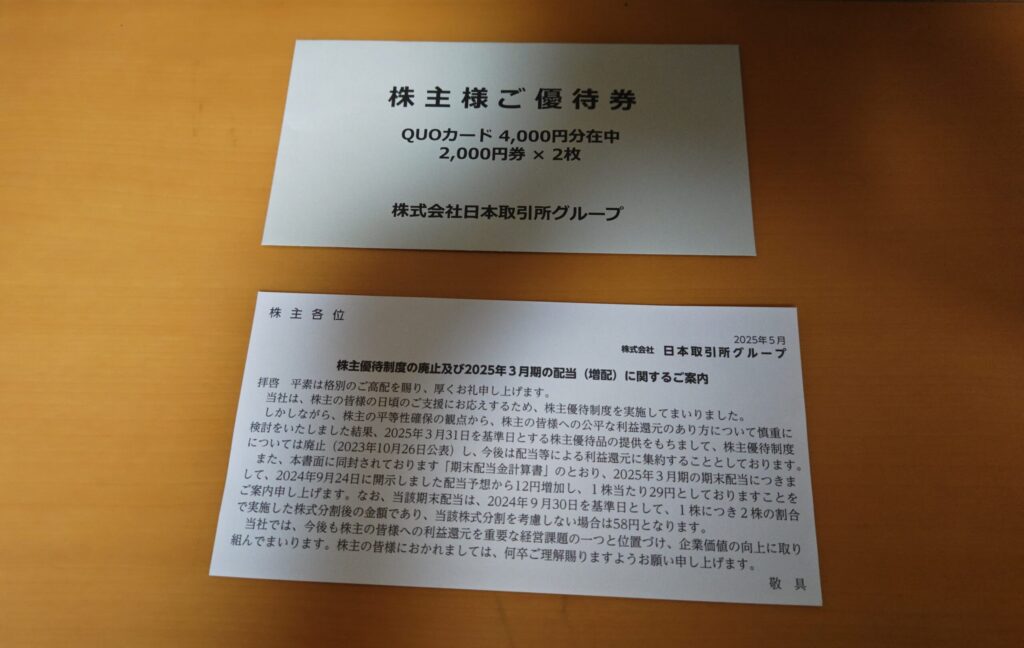 株主様ご優待券
QUOカード 4,000円分在中
2,000円券 × 2枚
株式会社日本取引所グループ
株主各位
2025年5月
株式会社 日本取引所グループ
株主優待制度の廃止及び2025年3月期の配当（増配）に関するご案内
拝啓　平素は格別のご高配を賜り、厚くお礼申し上げます。
当社は、株主の皆様の日頃のご支援にお応えするため、株主優待制度を実施してまいりました。
しかしながら、株主の平等性確保の観点から、株主の皆様への公平な利益還元のあり方について慎重に
検討をいたしました結果、2025年3月31日を基準日とする株主優待品の提供をもちまして、株主優待制度
については廃止（2023年10月26日公表）し、今後は配当等による利益還元に集約することとしております。
また、本書面に同封されております「期末配当金計算書」のとおり、2025年3月期の期末配当につきま
して、2024年9月24日に開示しました配当予想から12円増加し、1株当たり29円としておりますことを
ご案内申し上げます。なお、当該期末配当は、2024年9月30日を基準日として、1株につき2株の割合
で実施した株式分割後の金額であり、当該株式分割を考慮しない場合は58円となります。
当社では、今後も株主の皆様への利益還元を重要な経営課題の一つと位置づけ、企業価値の向上に取り
組んでまいります。株主の皆様におかれましては、何卒ご理解賜りますようお願い申し上げます。
敬具